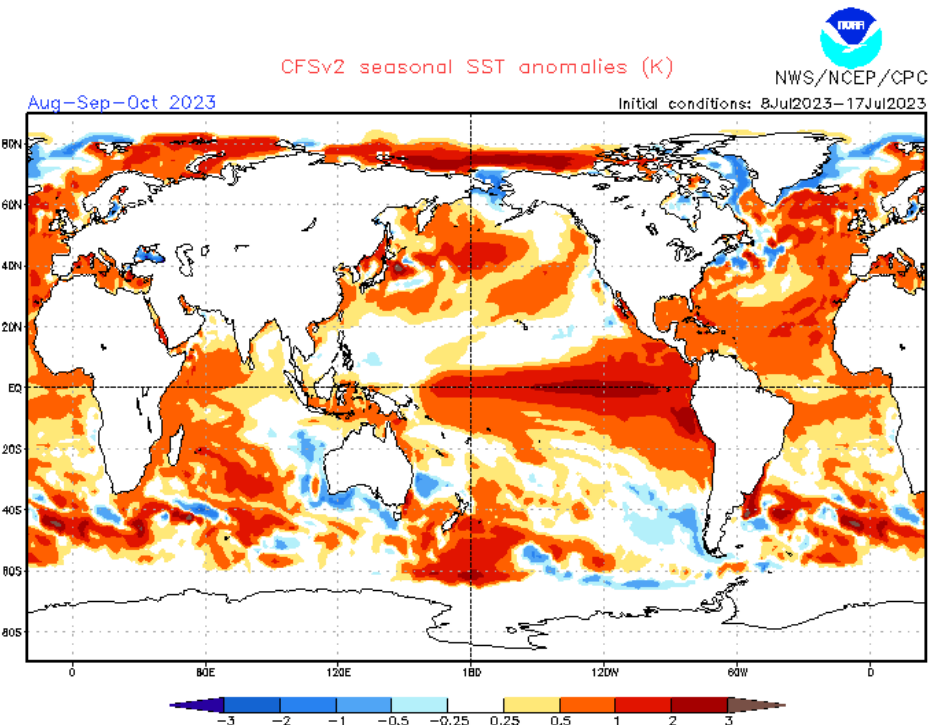 NOAA
CFSv2 seasonal SST anomalies (K)
NWS/NCEP/CPC
Aug-Sep-Oct 2023
Initial conditions: 8Jul2023-17Jul2023
80N
60N
40N
20N
EQ
20S
40S
60S
80S
0 60E 120E 180 120W 60W 0
-3 -2 -1 -0.5 -0.25 0.25 0.5 1 2 3